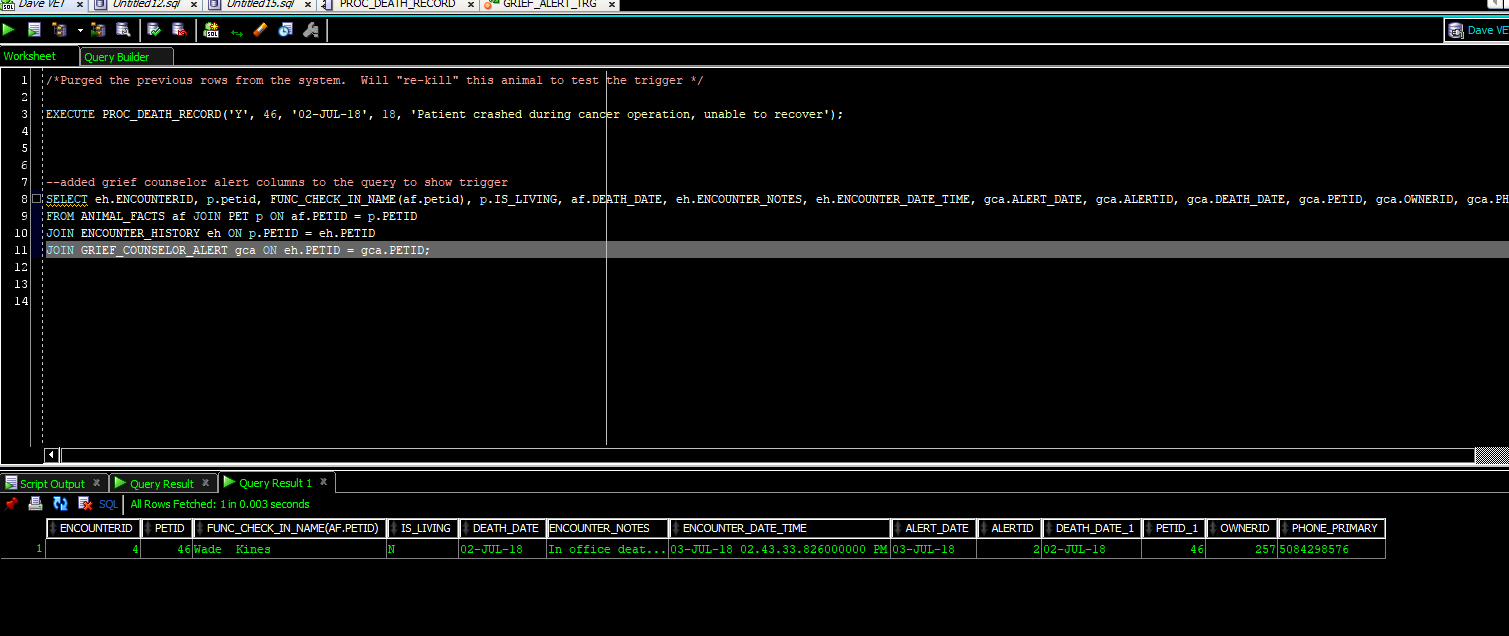 Dave VET Untitled12.sql Untitled15.sql PROC_DEATH_RECORD GRIEF_ALERT_TRG
Dave VE
Worksheet Query Builder
1 /*Purged the previous rows from the system.  Will "re-kill" this animal to test the trigger */
2
3 EXECUTE PROC_DEATH_RECORD('Y', 46, '02-JUL-18', 18, 'Patient crashed during cancer operation, unable to recover');
4
5
6
7 --added grief counselor alert columns to the query to show trigger
8 SELECT eh.ENCOUNTERID, p.petid, FUNC_CHECK_IN_NAME(af.petid), p.IS_LIVING, af.DEATH_DATE, eh.ENCOUNTER_NOTES, eh.ENCOUNTER_DATE_TIME, gca.ALERT_DATE, gca.ALERTID, gca.DEATH_DATE, gca.PETID, gca.OWNERID, gca.PH
9 FROM ANIMAL_FACTS af JOIN PET p ON af.PETID = p.PETID
10 JOIN ENCOUNTER_HISTORY eh ON p.PETID = eh.PETID
11 JOIN GRIEF_COUNSELOR_ALERT gca ON eh.PETID = gca.PETID;
12
13
14
Script Output Query Result Query Result 1
SQL All Rows Fetched: 1 in 0.003 seconds
ENCOUNTERID PETID FUNC_CHECK_IN_NAME(AF.PETID) IS_LIVING DEATH_DATE ENCOUNTER_NOTES ENCOUNTER_DATE_TIME ALERT_DATE ALERTID DEATH_DATE_1 PETID_1 OWNERID PHONE_PRIMARY
1 4 46 Wade  Kines N 02-JUL-18 In office deat... 03-JUL-18 02.43.33.826000000 PM 03-JUL-18 2 02-JUL-18 46 257 5084298576